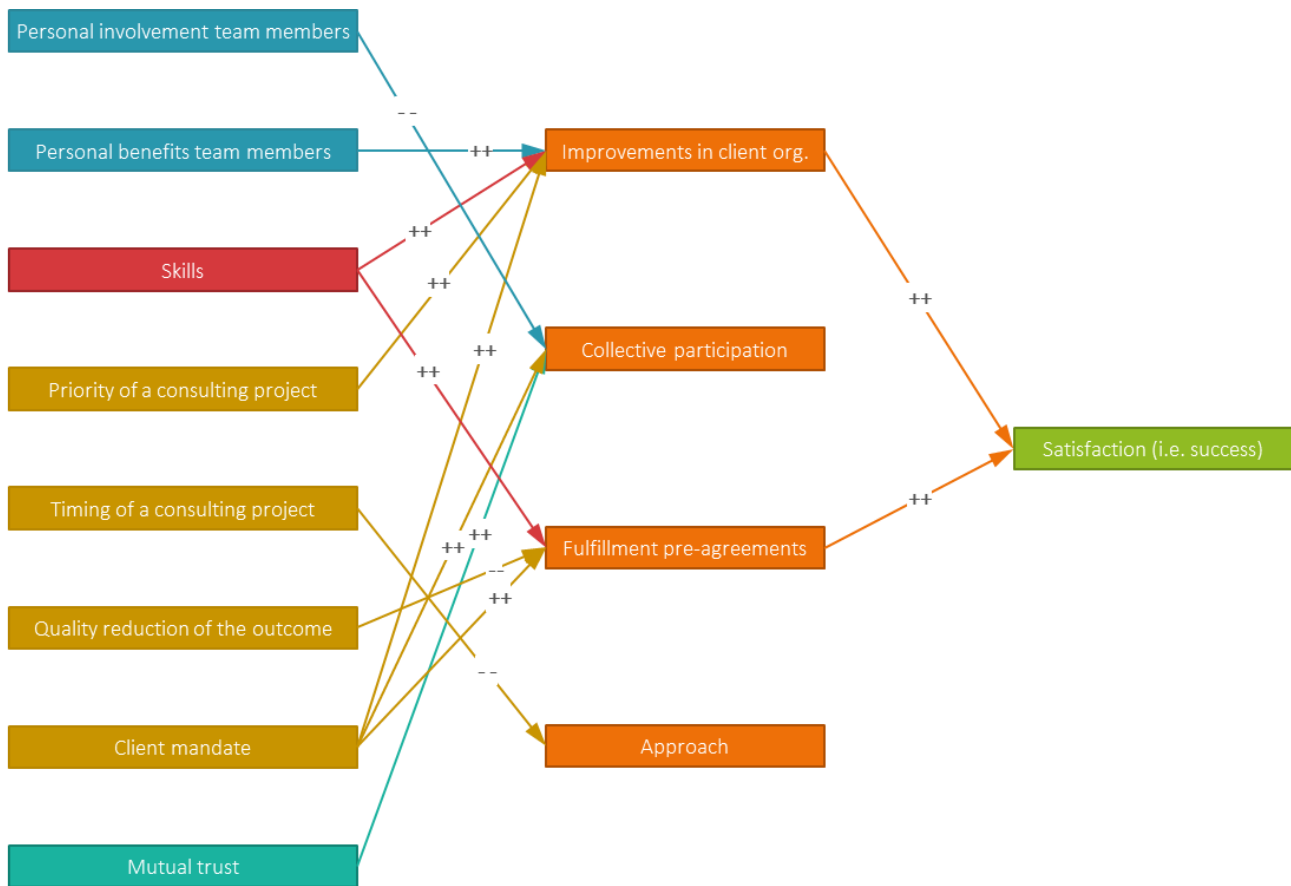 Personal involvement team members
--
Personal benefits team members
++
Improvements in client org.
Skills
++
++
++
Priority of a consulting project
++
++
Collective participation
Satisfaction (i.e. success)
Timing of a consulting project
++
++
++
Fulfillment pre-agreements
--
++
Quality reduction of the outcome
--
Client mandate
Approach
Mutual trust